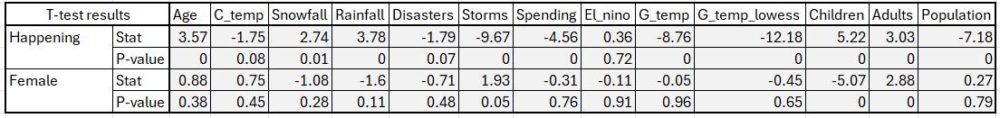 T-test results Age C_temp Snowfall Rainfall Disasters Storms Spending El_nino G_temp G_temp_lowess Children Adults Population
Happening Stat 3.57 -1.75 2.74 3.78 -1.79 -9.67 -4.56 0.36 -8.76 -12.18 5.22 3.03 -7.18
P-value 0 0.08 0.01 0 0.07 0 0 0.72 0 0 0 0 0
Female Stat 0.88 0.75 -1.08 -1.6 -0.71 1.93 -0.31 -0.11 -0.05 -0.45 -5.07 2.88 0.27
P-value 0.38 0.45 0.28 0.11 0.48 0.05 0.76 0.91 0.96 0.65 0 0 0.79